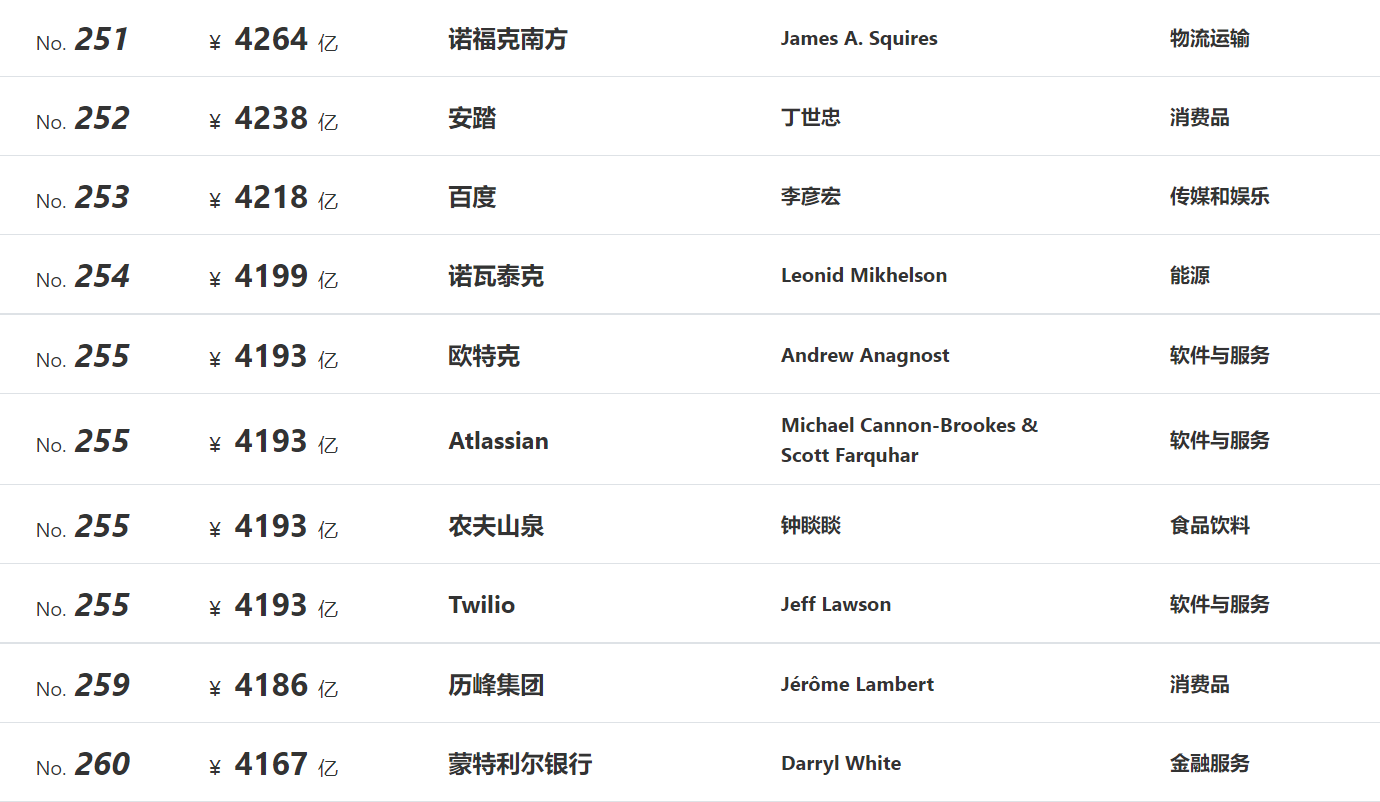 No. 251 ¥ 4264 亿 诺福克南方 James A. Squires 物流运输
No. 252 ¥ 4238 亿 安踏 丁世忠 消费品
No. 253 ¥ 4218 亿 百度 李彦宏 传媒和娱乐
No. 254 ¥ 4199 亿 诺瓦泰克 Leonid Mikhelson 能源
No. 255 ¥ 4193 亿 欧特克 Andrew Anagnost 软件与服务
No. 255 ¥ 4193 亿 Atlassian Michael Cannon-Brookes &
Scott Farquhar 软件与服务
No. 255 ¥ 4193 亿 农夫山泉 钟睒睒 食品饮料
No. 255 ¥ 4193 亿 Twilio Jeff Lawson 软件与服务
No. 259 ¥ 4186 亿 历峰集团 Jérôme Lambert 消费品
No. 260 ¥ 4167 亿 蒙特利尔银行 Darryl White 金融服务